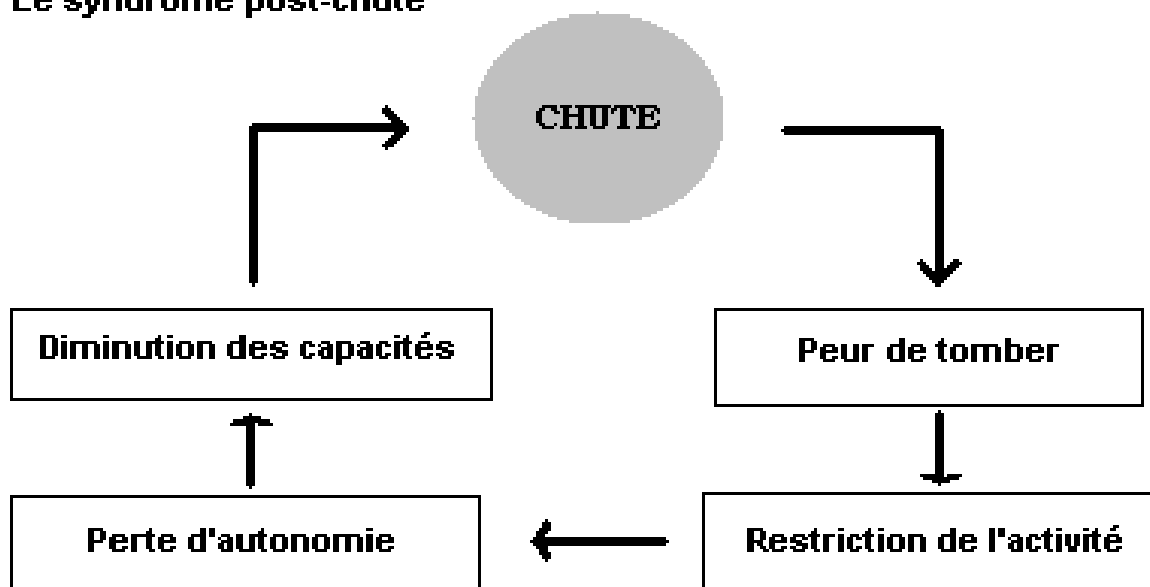 Le syndrome post-chute
CHUTE
Peur de tomber
Restriction de l'activité
Perte d'autonomie
Diminution des capacités